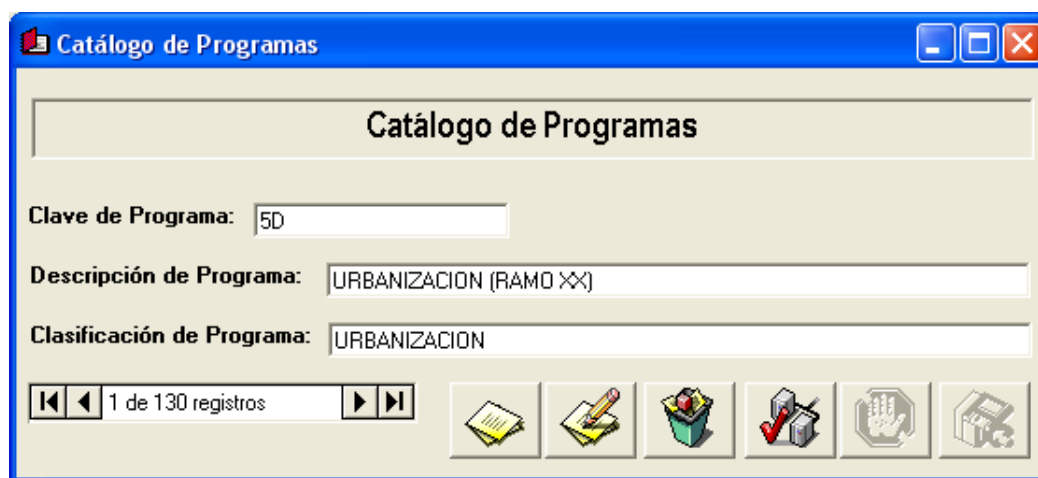 Catálogo de Programas
Catálogo de Programas
Clave de Programa: 5D
Descripción de Programa: URBANIZACION (RAMO XX)
Clasificación de Programa: URBANIZACION
1 de 130 registros